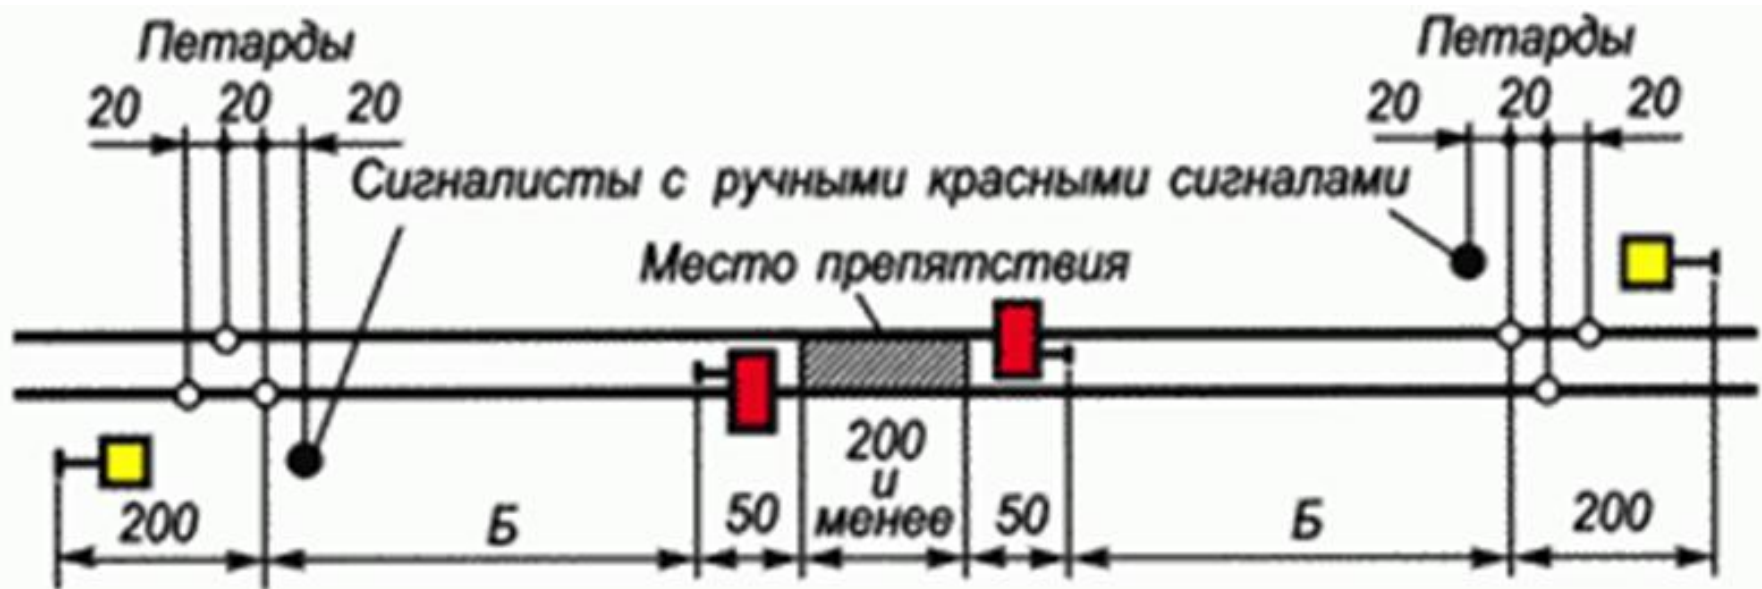 Петарды
Петарды
20 20 20
20 20 20
Сигналисты с ручными красными сигналами
Место препятствия
200
Б
50
200
и
менее
50
Б
200